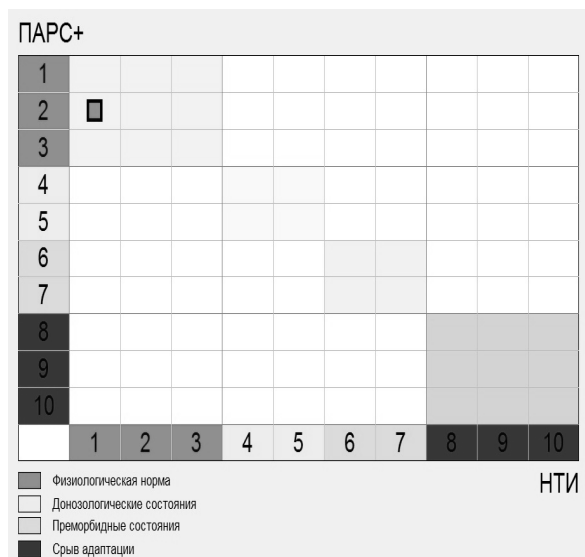 ПАРС+
1
2
3
4
5
6
7
8
9
10
1 2 3 4 5 6 7 8 9 10
НТИ
Физиологическая норма
Донозологические состояния
Преморбидные состояния
Срыв адаптации